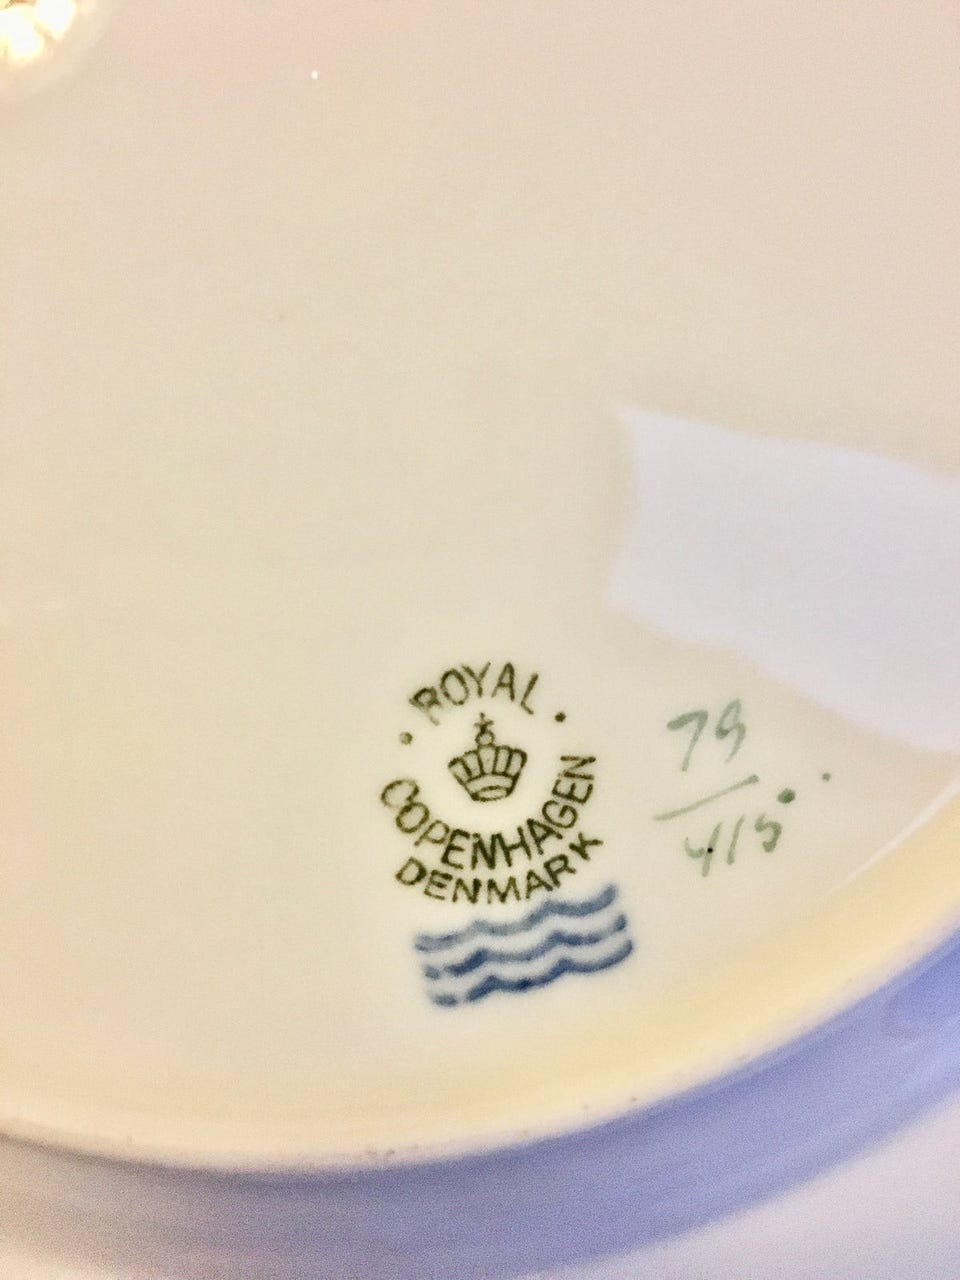 ROYAL
COPENHAGEN
DENMARK
79
415